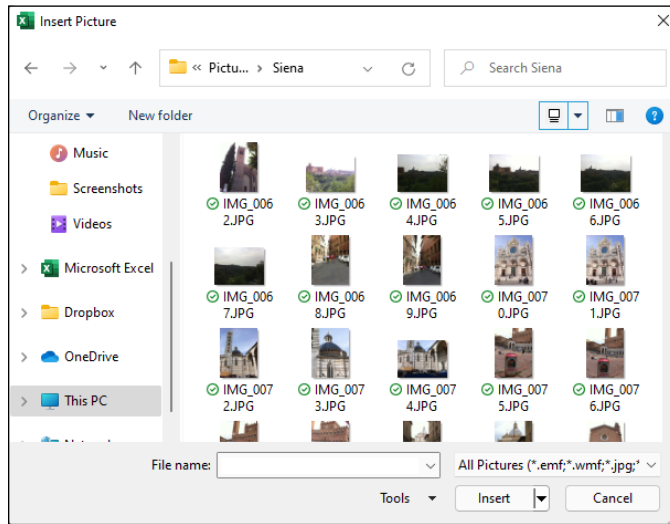 Insert Picture
« Pictu... > Siena
Search Siena
Organize
New folder
Music
Screenshots
Videos
Microsoft Excel
Dropbox
OneDrive
This PC
IMG_006
2.JPG
IMG_006
3.JPG
IMG_006
4.JPG
IMG_006
5.JPG
IMG_006
6.JPG
IMG_006
7.JPG
IMG_006
8.JPG
IMG_006
9.JPG
IMG_007
0.JPG
IMG_007
1.JPG
IMG_007
2.JPG
IMG_007
3.JPG
IMG_007
4.JPG
IMG_007
5.JPG
IMG_007
6.JPG
File name:
All Pictures (*.emf;*.wmf;*.jpg;*
Tools
Insert
Cancel